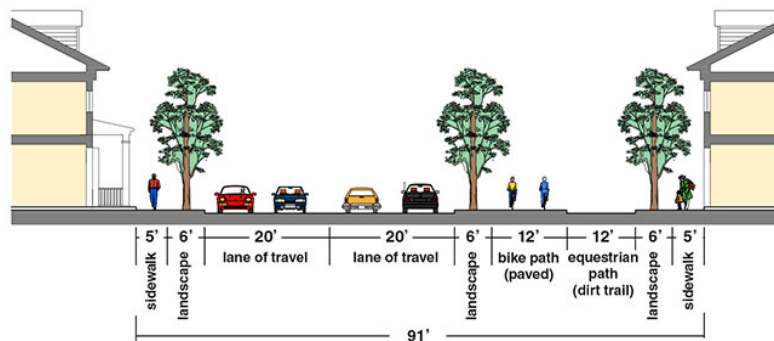 5' 6' 20' 20' 6' 12' 12' 6' 5'
sidewalk
landscape
lane of travel
lane of travel
landscape
bike path
(paved)
equestrian
path
(dirt trail)
landscape
sidewalk
91'